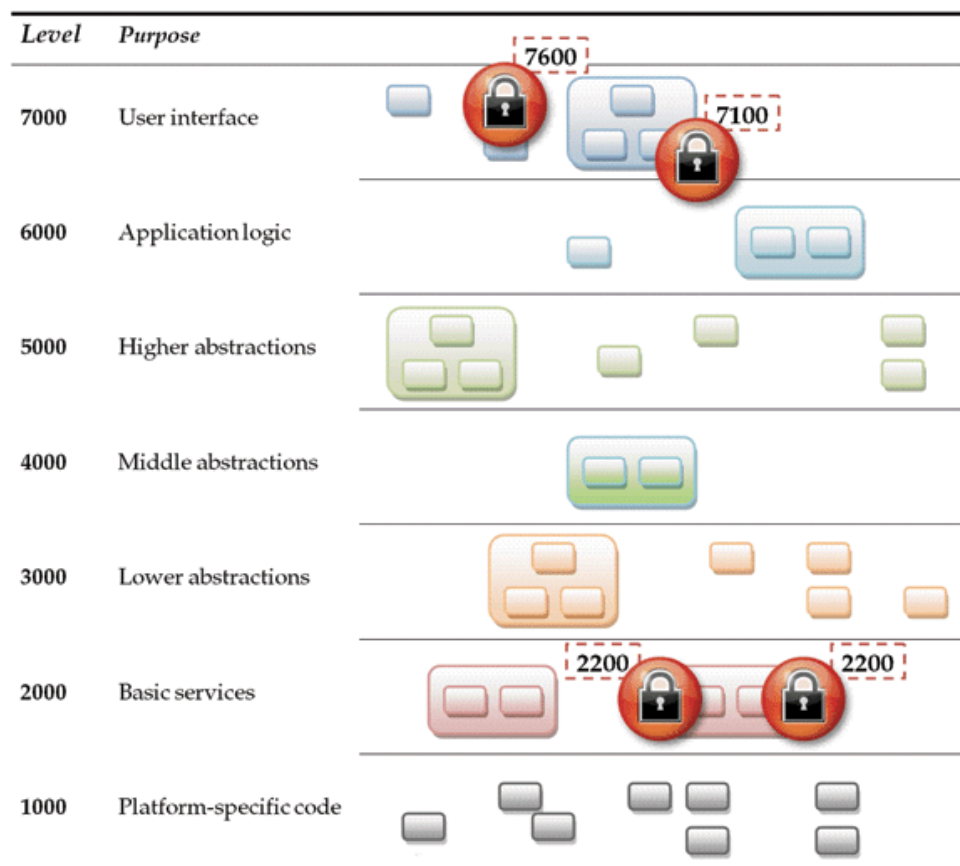 Level Purpose
7600
7000 User interface
7100
6000 Application logic
5000 Higher abstractions
4000 Middle abstractions
3000 Lower abstractions
2200 2200
2000 Basic services
1000 Platform-specific code